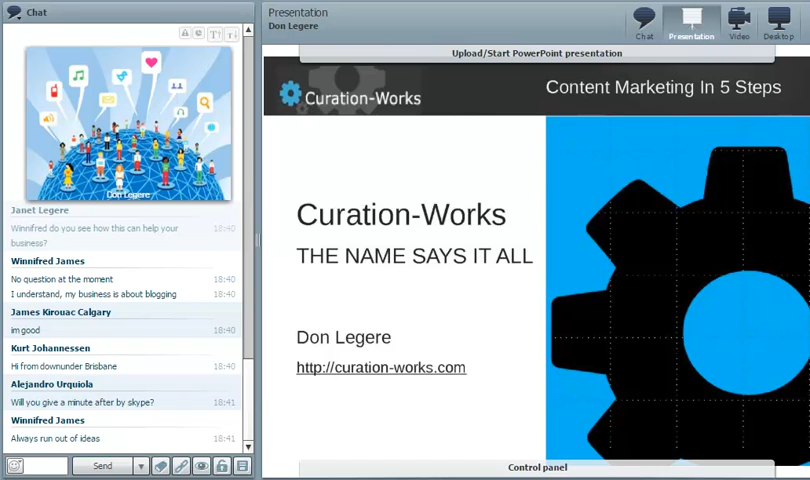 Chat
Don Legere
Janet Legere
Winnifred do you see how this can help your 18:40
business?
Winnifred James
No question at the moment 18:40
I understand, my business is about blogging 18:40
James Kirouac Calgary
im good 18:40
Kurt Johannessen
Hi from downunder Brisbane 18:40
Alejandro Urquiola
Will you give a minute after by skype? 18:41
Winnifred James
Always run out of ideas 18:41
Send
Presentation
Don Legere
Chat
Presentation
Video
Desktop
Upload/Start PowerPoint presentation
Curation-Works
Content Marketing In 5 Steps
Curation-Works
THE NAME SAYS IT ALL
Don Legere
http://curation-works.com
Control panel